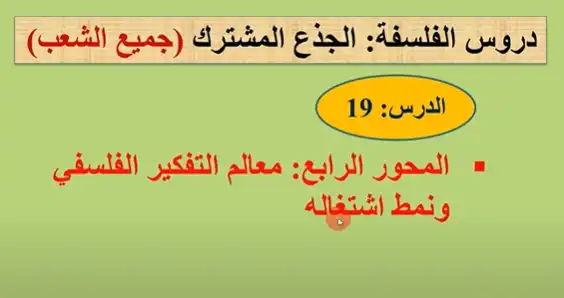 دروس الفلسفة: الجذع المشترك (جميع الشعب)
الدرس: 19
▪ المحور الرابع: معالم التفكير الفلسفي
ونمط اشتغاله